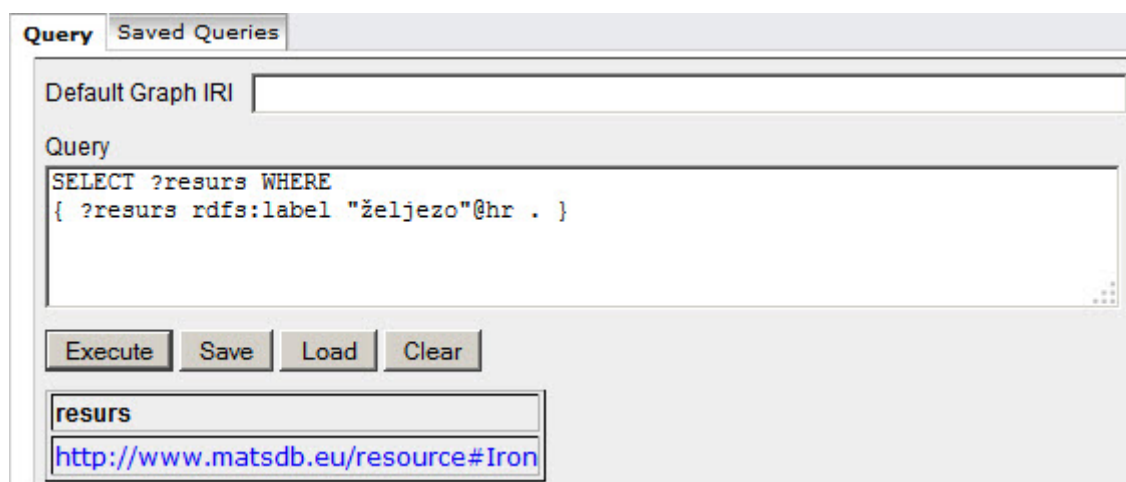 Query Saved Queries
Default Graph IRI
Query
SELECT ?resurs WHERE
{ ?resurs rdfs:label "željezo"@hr . }
Execute Save Load Clear
resurs
http://www.matsdb.eu/resource#Iron